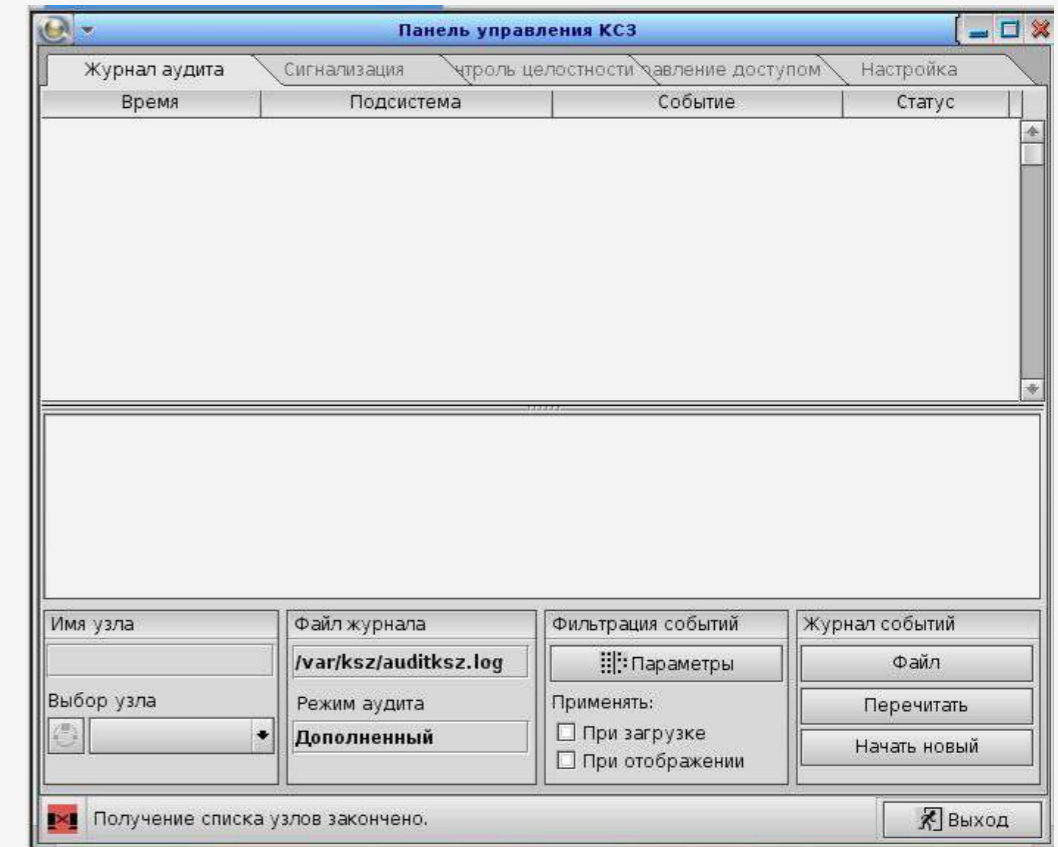 Панель управления КСЗ
Журнал аудита Сигнализация нтроль целостности равление доступом Настройка
Время Подсистема Событие Статус
Имя узла
Выбор узла
Файл журнала
/var/ksz/auditksz.log
Режим аудита
Дополненный
Фильтрация событий
Параметры
Применять:
При загрузке
При отображении
Журнал событий
Файл
Перечитать
Начать новый
Получение списка узлов закончено.
Выход